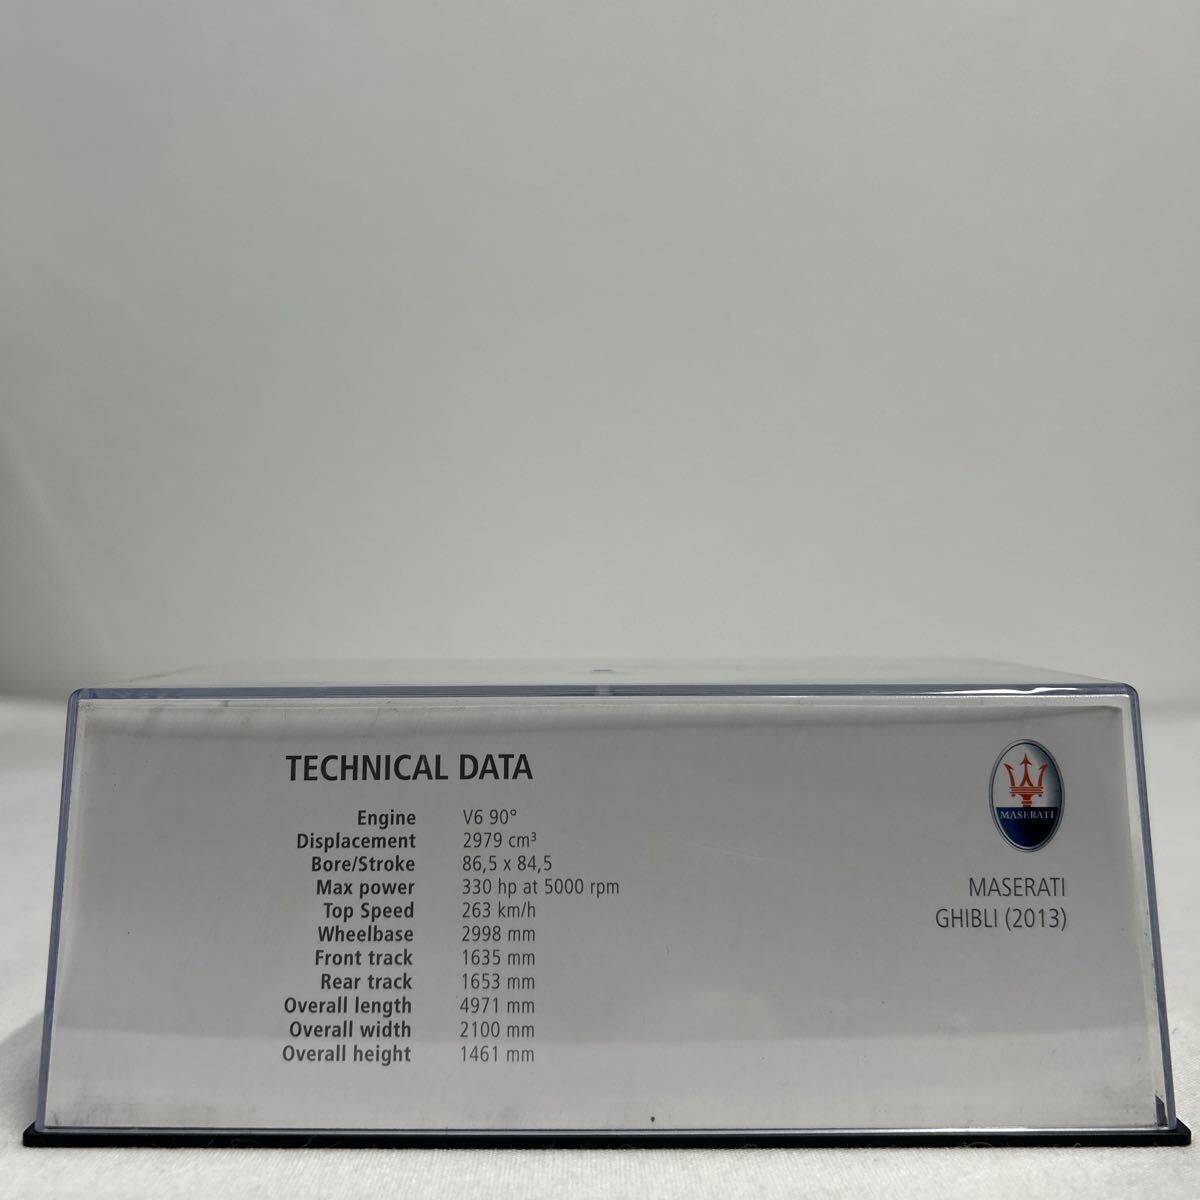 TECHNICAL DATA
Engine V6 90°
Displacement 2979 cm³
Bore/Stroke 86,5 x 84,5
Max power 330 hp at 5000 rpm
Top Speed 263 km/h
Wheelbase 2998 mm
Front track 1635 mm
Rear track 1653 mm
Overall length 4971 mm
Overall width 2100 mm
Overall height 1461 mm
MASERATI
MASERATI
GHIBLI (2013)